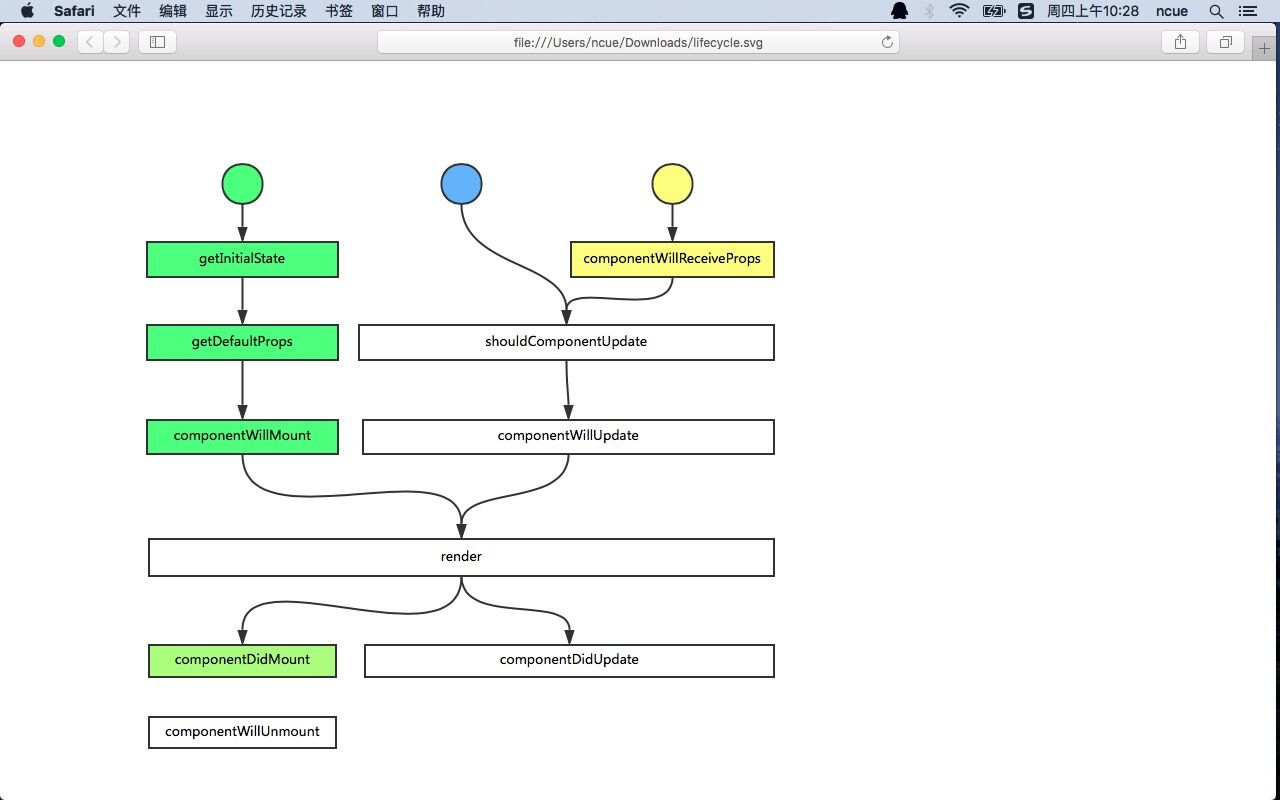 Safari 文件 编辑 显示 历史记录 书签 窗口 帮助 周四上午10:28 ncue
file:///Users/ncue/Downloads/lifecycle.svg
getInitialState
componentWillReceiveProps
getDefaultProps
shouldComponentUpdate
componentWillMount
componentWillUpdate
render
componentDidMount
componentDidUpdate
componentWillUnmount